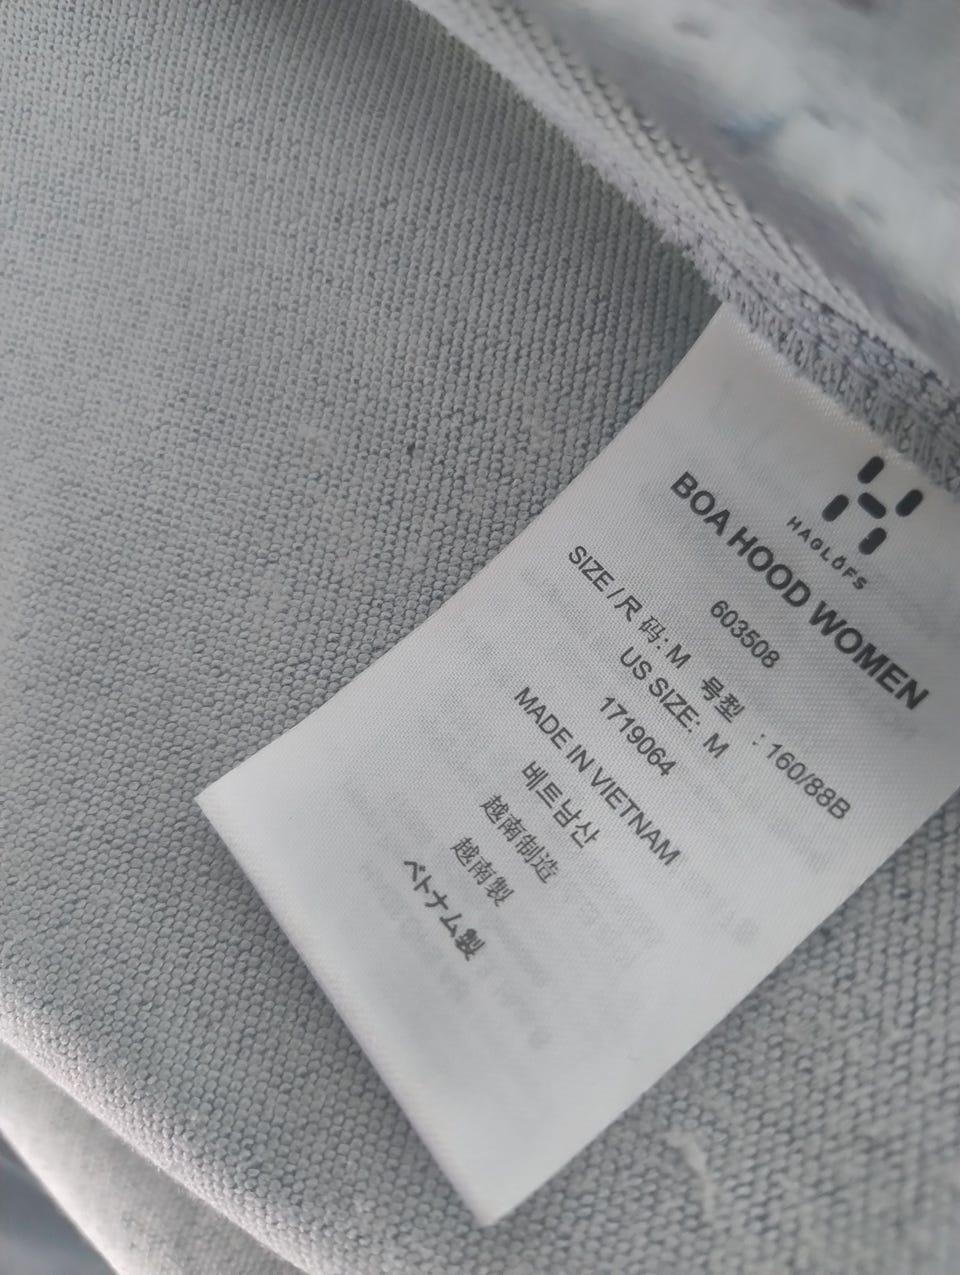 HAGLÖFS
BOA HOOD WOMEN
603508
SIZE / 尺 码: M 号型 : 160/88B
US SIZE: M
1719064
MADE IN VIETNAM
베트남산
越南制造
越南製
ベトナム製